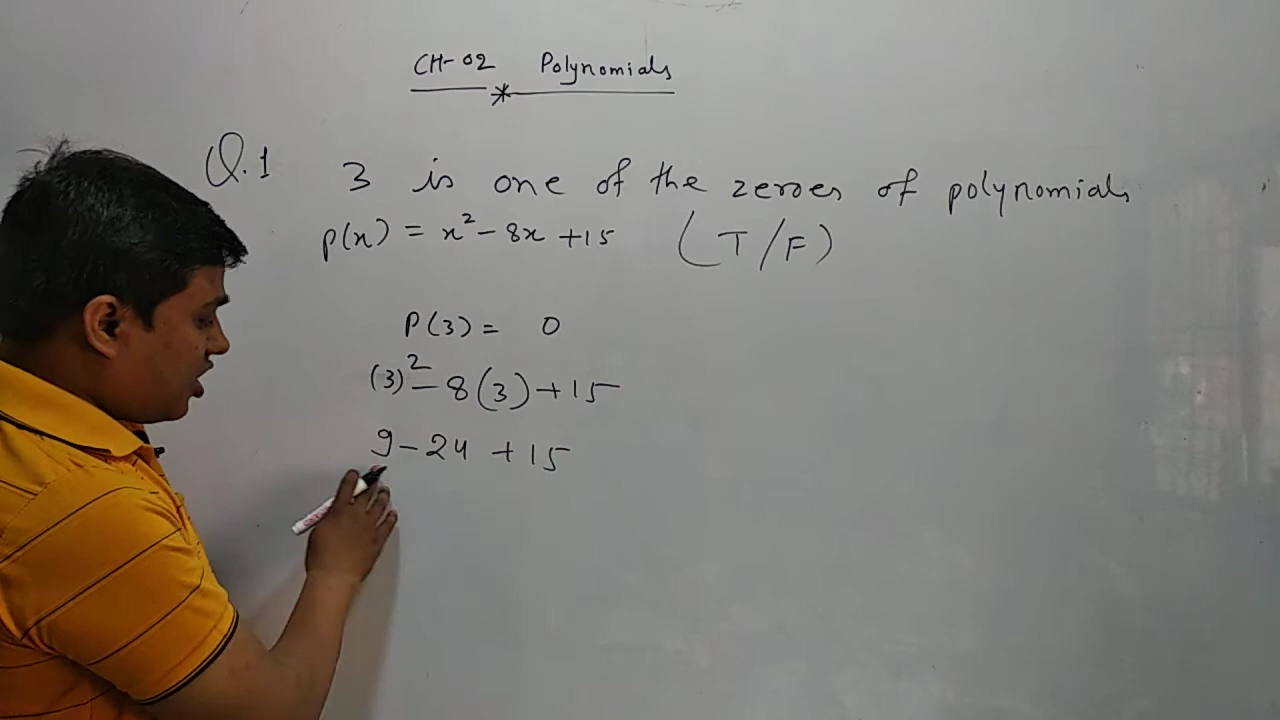 CH-02 Polynomials
Q.1 3 is one of the zeroes of polynomials
p(x) = x² - 8x + 15 (T/F)
P(3) = 0
(3)² - 8(3) + 15
9 - 24 + 15